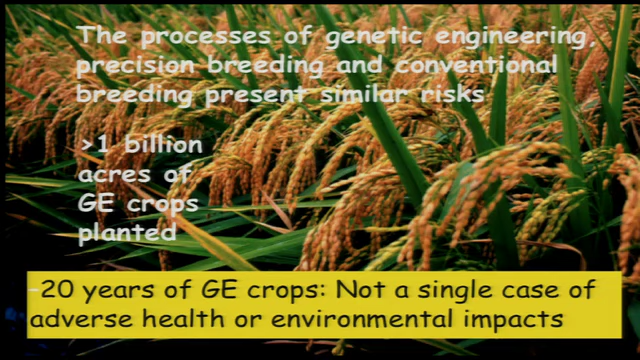 The processes of genetic engineering,
precision breeding and conventional
breeding present similar risks
>1 billion
acres of
GE crops
planted
-20 years of GE crops: Not a single case of
adverse health or environmental impacts